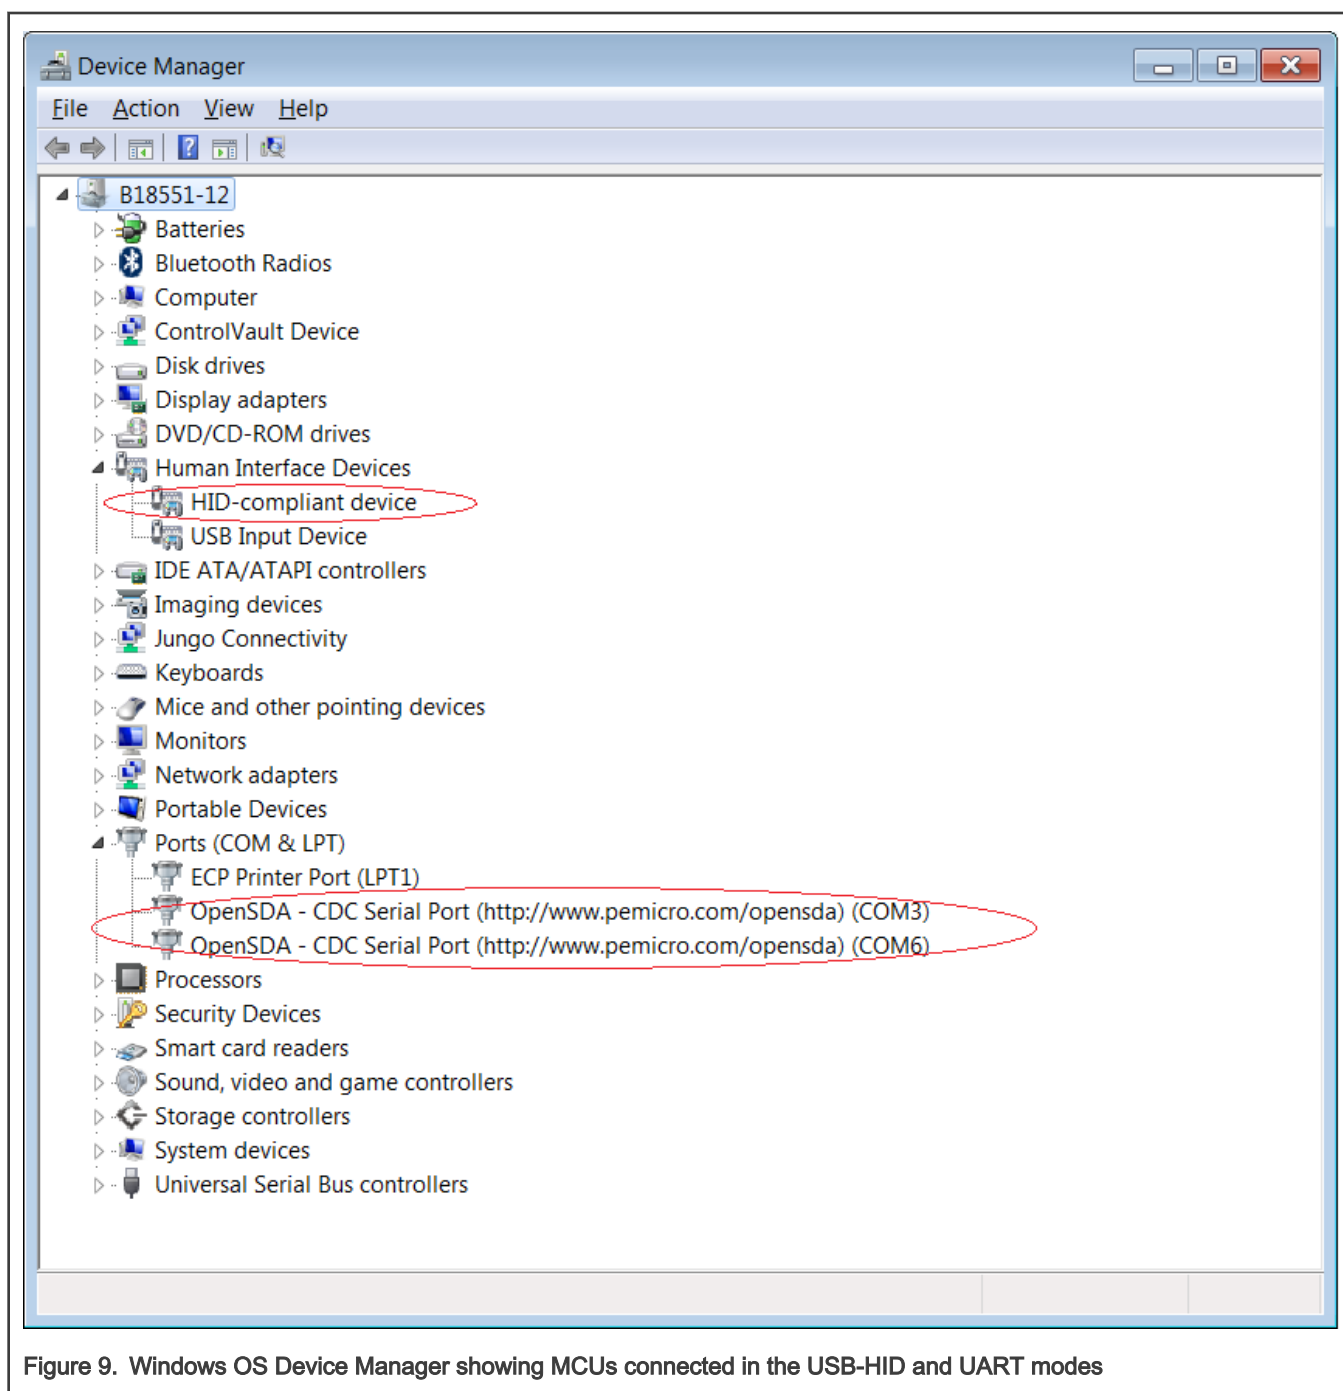 Device Manager
File Action View Help
B18551-12
Batteries
Bluetooth Radios
Computer
ControlVault Device
Disk drives
Display adapters
DVD/CD-ROM drives
Human Interface Devices
HID-compliant device
USB Input Device
IDE ATA/ATAPI controllers
Imaging devices
Jungo Connectivity
Keyboards
Mice and other pointing devices
Monitors
Network adapters
Portable Devices
Ports (COM & LPT)
ECP Printer Port (LPT1)
OpenSDA - CDC Serial Port (http://www.pemicro.com/opensda) (COM3)
OpenSDA - CDC Serial Port (http://www.pemicro.com/opensda) (COM6)
Processors
Security Devices
Smart card readers
Sound, video and game controllers
Storage controllers
System devices
Universal Serial Bus controllers
Figure 9. Windows OS Device Manager showing MCUs connected in the USB-HID and UART modes